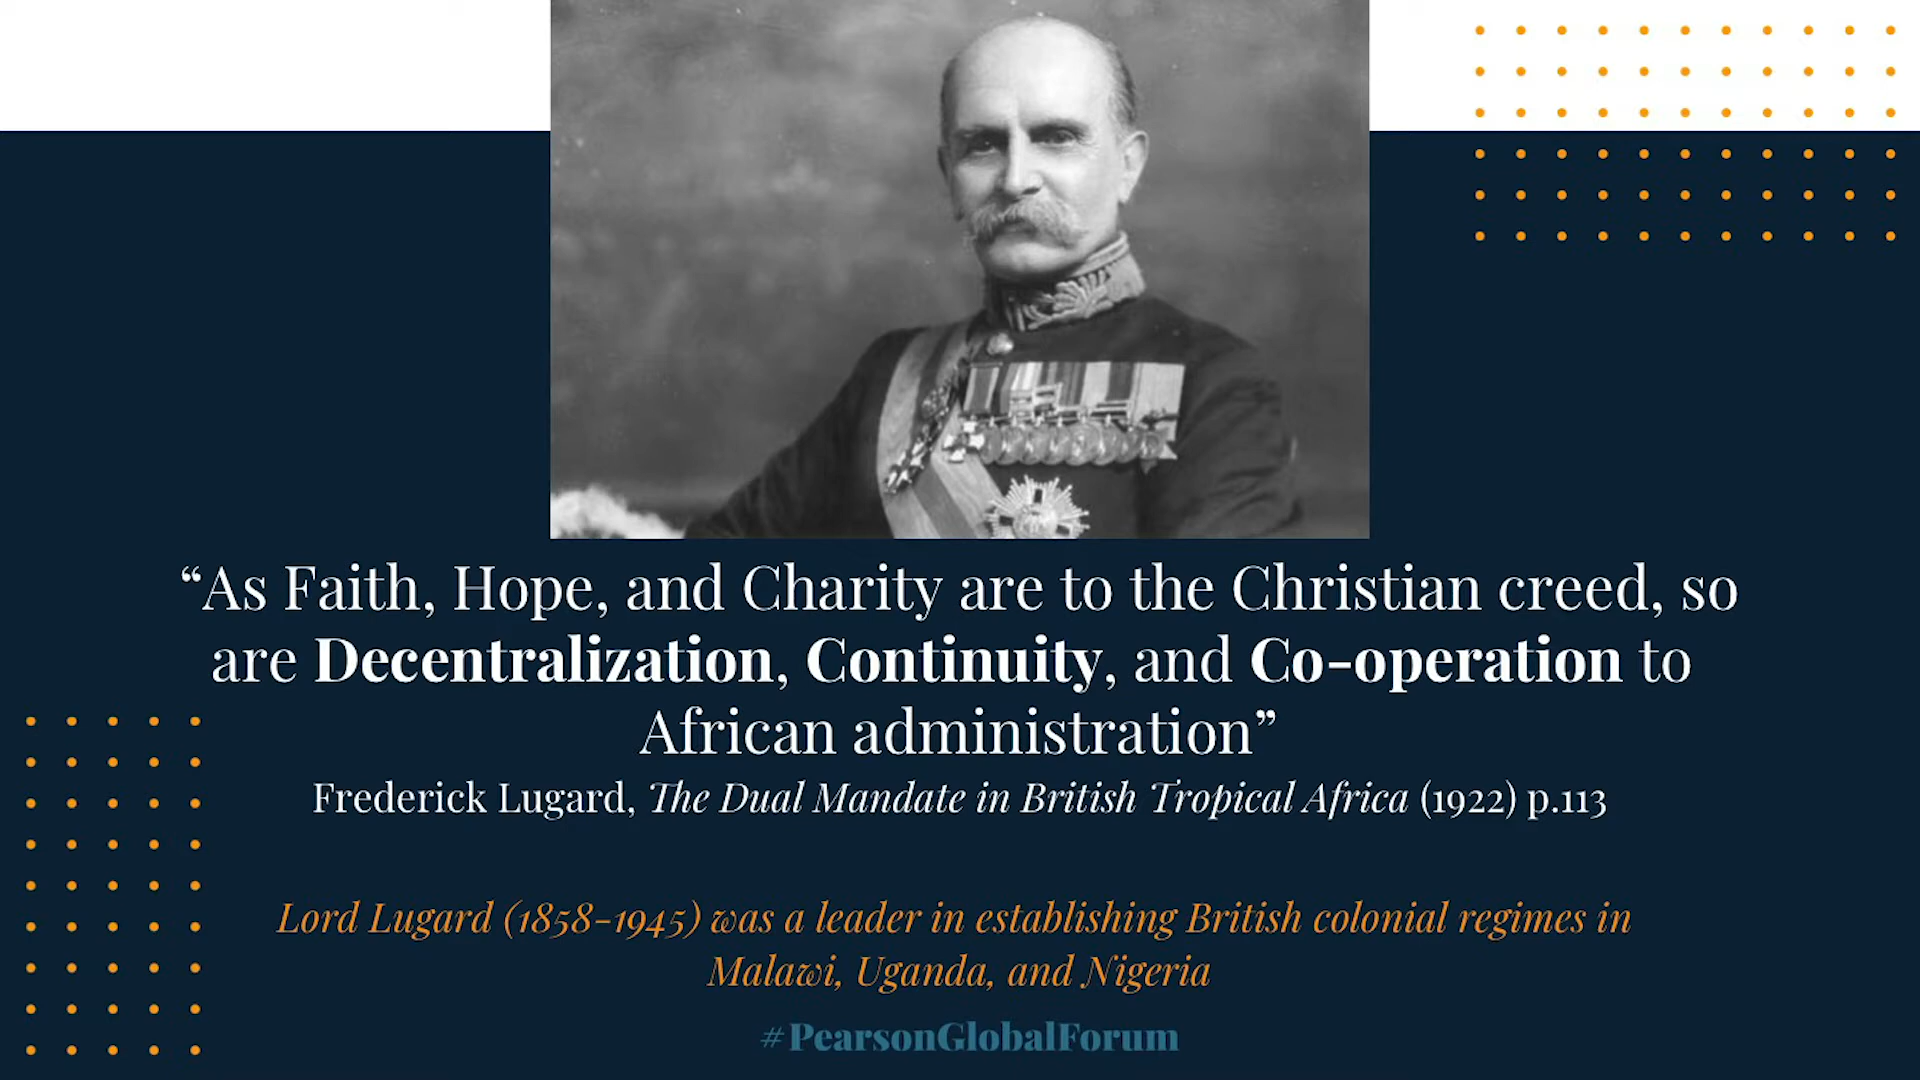 “As Faith, Hope, and Charity are to the Christian creed, so
are Decentralization, Continuity, and Co-operation to
African administration”
Frederick Lugard, The Dual Mandate in British Tropical Africa (1922) p.113
Lord Lugard (1858-1945) was a leader in establishing British colonial regimes in
Malawi, Uganda, and Nigeria
#PearsonGlobalForum